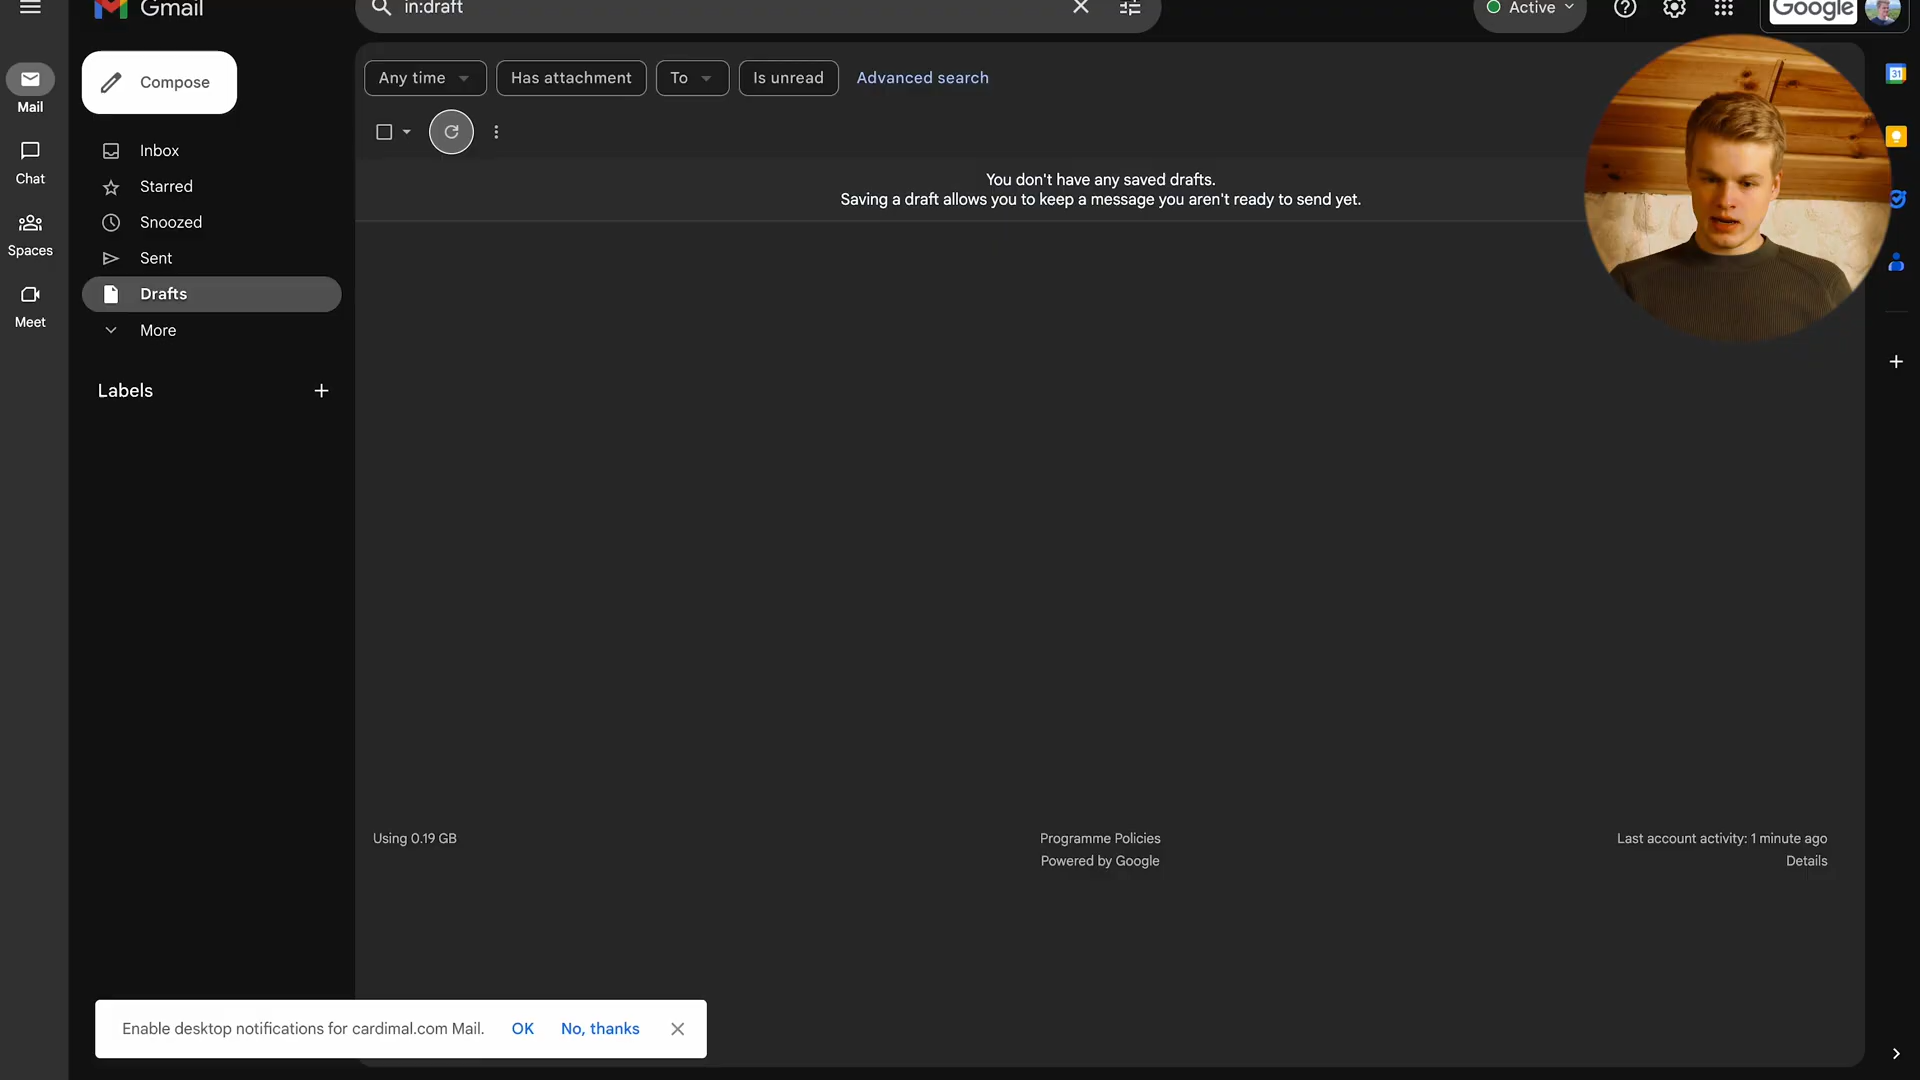 Gmail
in:draft
Active
Google
Mail
Chat
Spaces
Meet
Compose
Inbox
Starred
Snoozed
Sent
Drafts
More
Labels
Any time
Has attachment
To
Is unread
Advanced search
You don't have any saved drafts.
Saving a draft allows you to keep a message you aren't ready to send yet.
31
Using 0.19 GB
Programme Policies
Powered by Google
Last account activity: 1 minute ago
Details
Enable desktop notifications for cardimal.com Mail. OK No, thanks